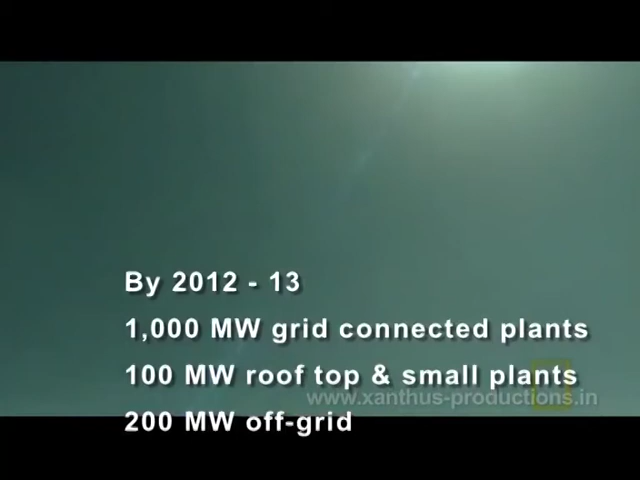 By 2012 - 13
1,000 MW grid connected plants
100 MW roof top & small plants
www.xanthus-productions.in
200 MW off-grid